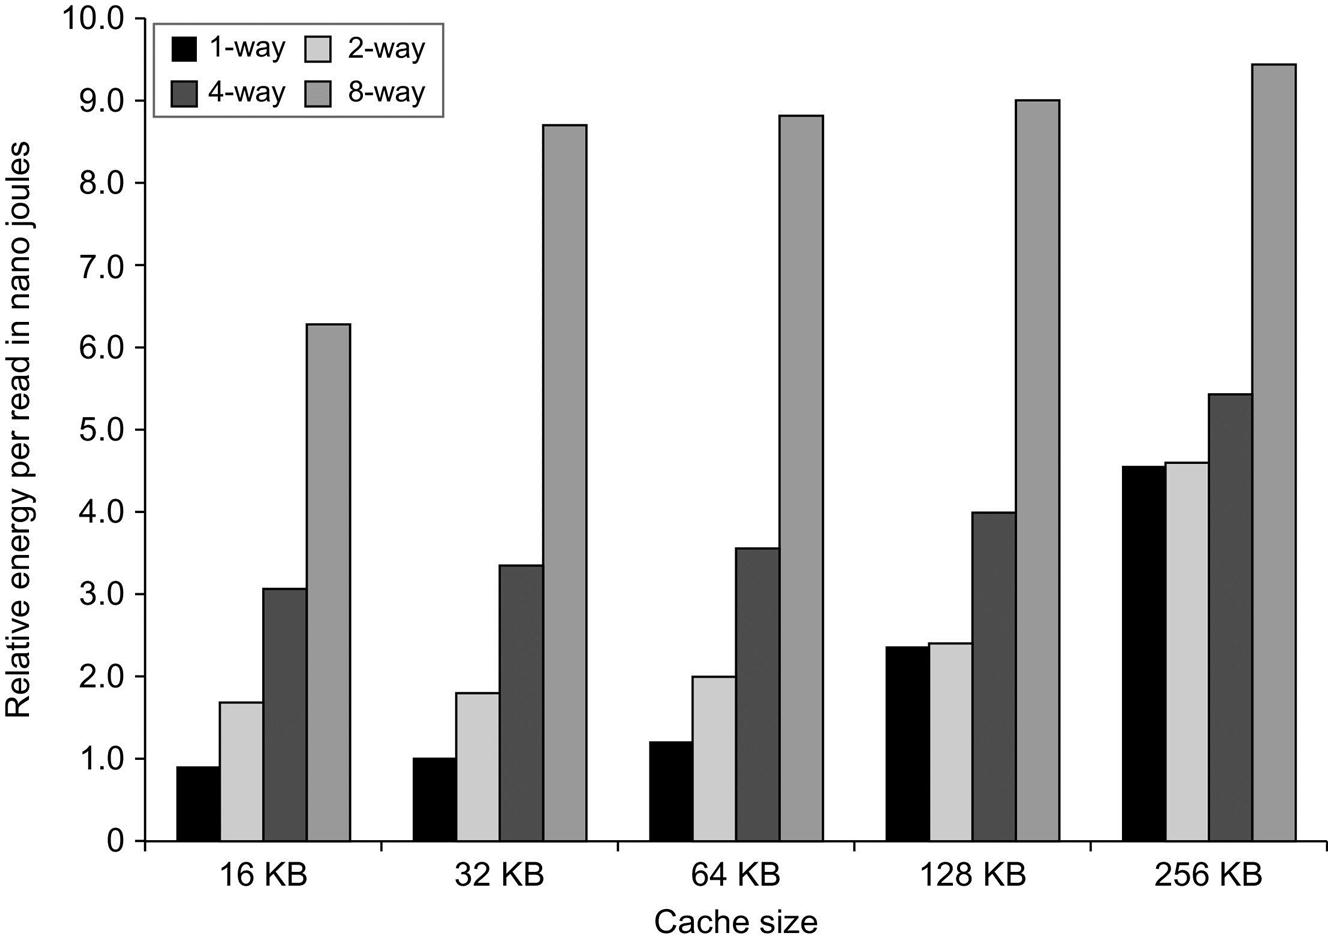 10.0
9.0
8.0
7.0
6.0
5.0
4.0
3.0
2.0
1.0
0
Relative energy per read in nano joules
1-way 2-way
4-way 8-way
16 KB 32 KB 64 KB 128 KB 256 KB
Cache size